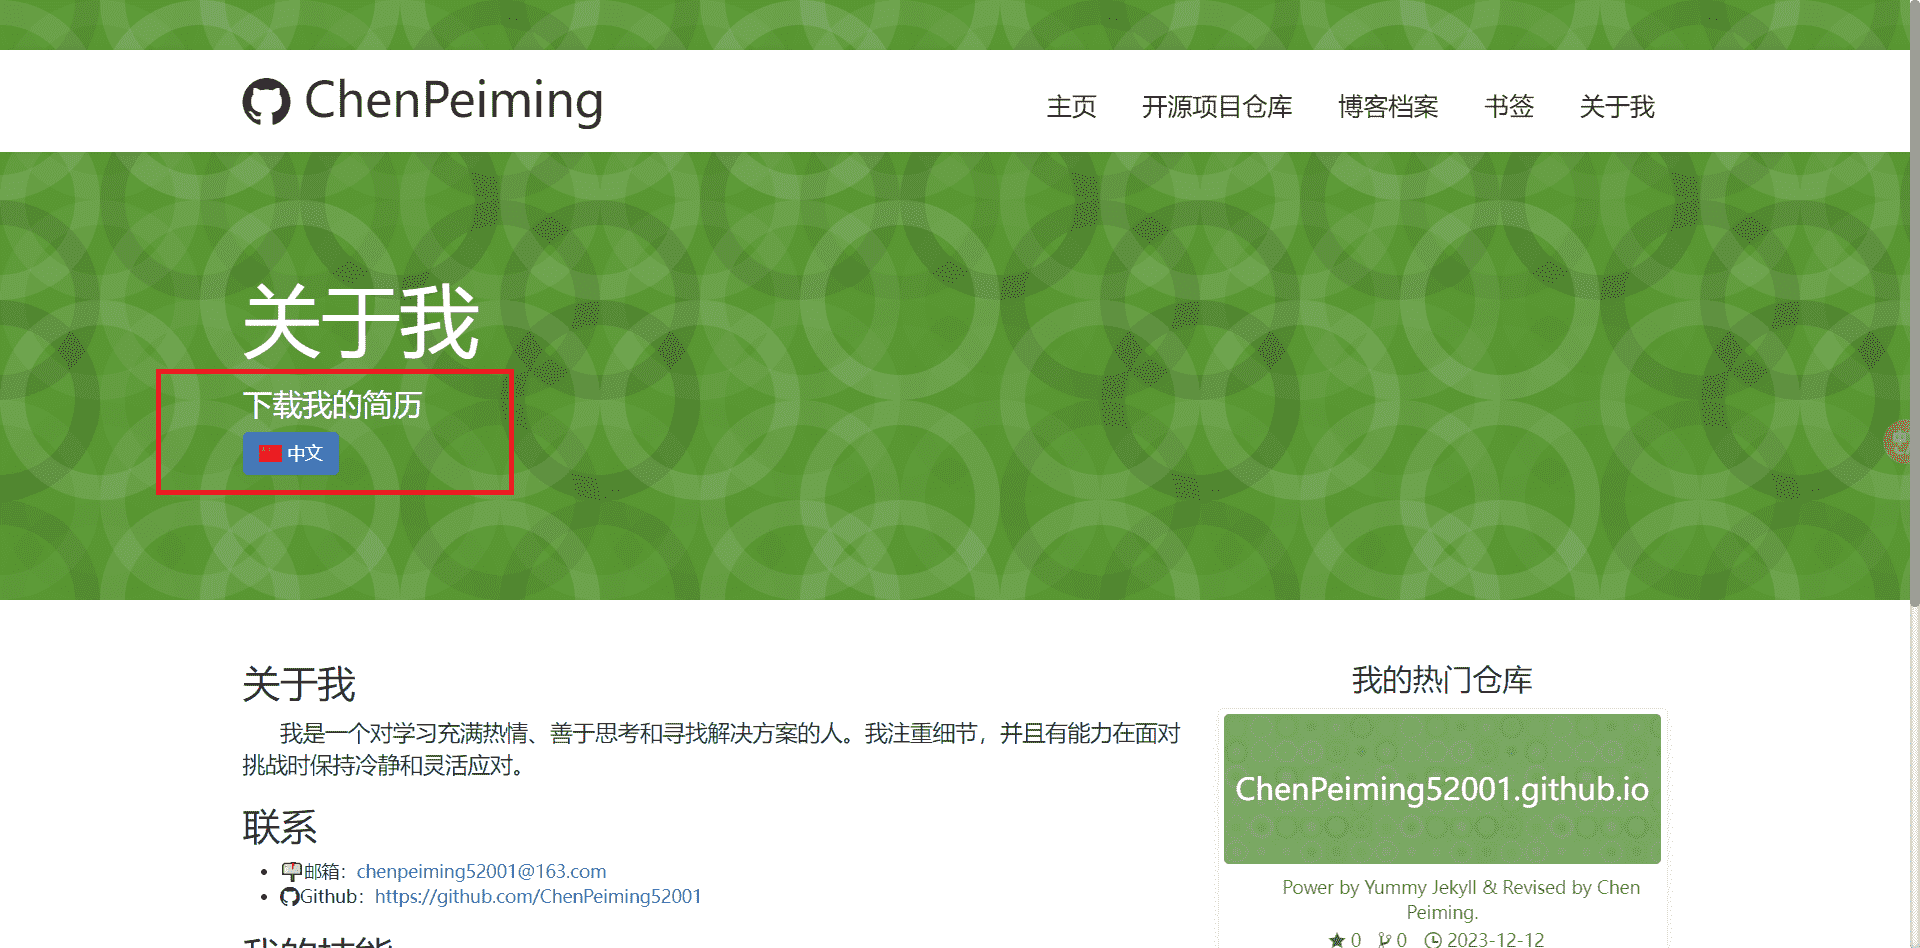 ChenPeiming
主页 开源项目仓库 博客档案 书签 关于我
关于我
下载我的简历
中文
关于我
我是一个对学习充满热情、善于思考和寻找解决方案的人。我注重细节，并且有能力在面对
挑战时保持冷静和灵活应对。
联系
邮箱：chenpeiming52001@163.com
Github：https://github.com/ChenPeiming52001
我的技能
我的热门仓库
ChenPeiming52001.github.io
Power by Yummy Jekyll & Revised by Chen
Peiming.
0 0 2023-12-12